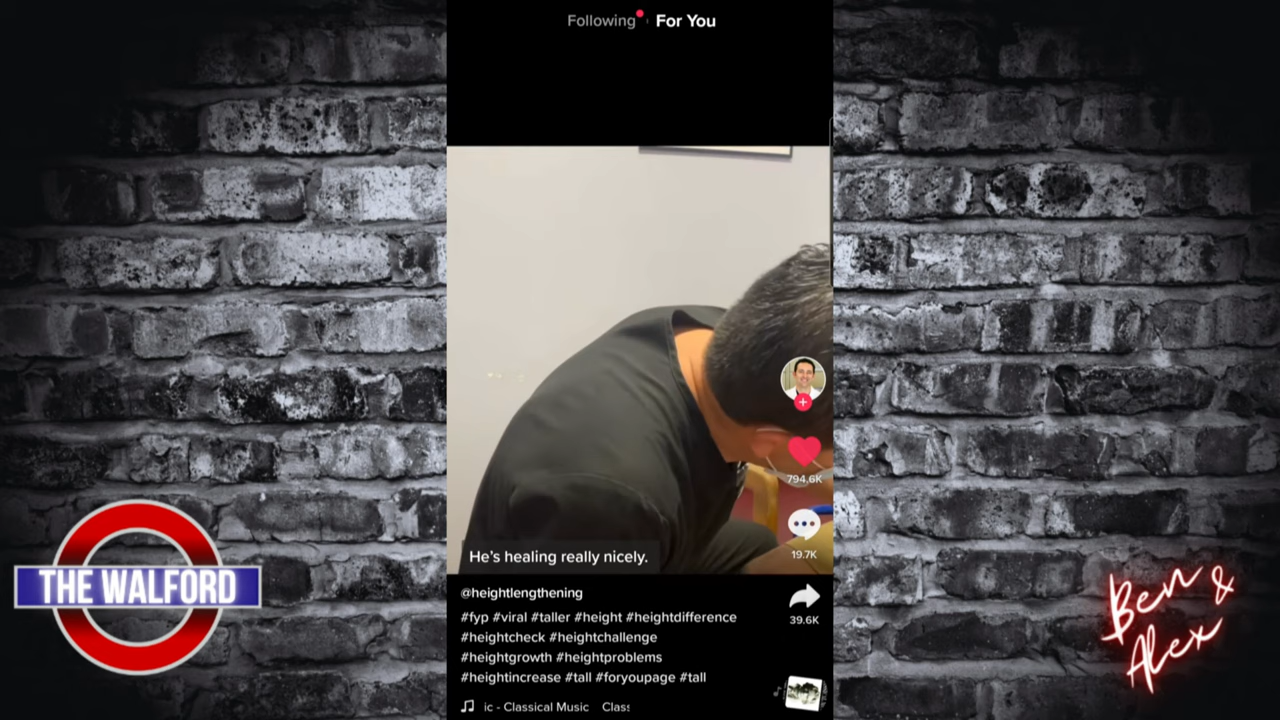 Following For You
He's healing really nicely.
794.6K
19.7K
39.6K
@heightlengthening
#fyp #viral #taller #height #heightdifference
#heightcheck #heightchallenge
#heightgrowth #heightproblems
#heightincrease #tall #foryoupage #tall
ic - Classical Music Class
THE WALFORD
Ben &
Alex